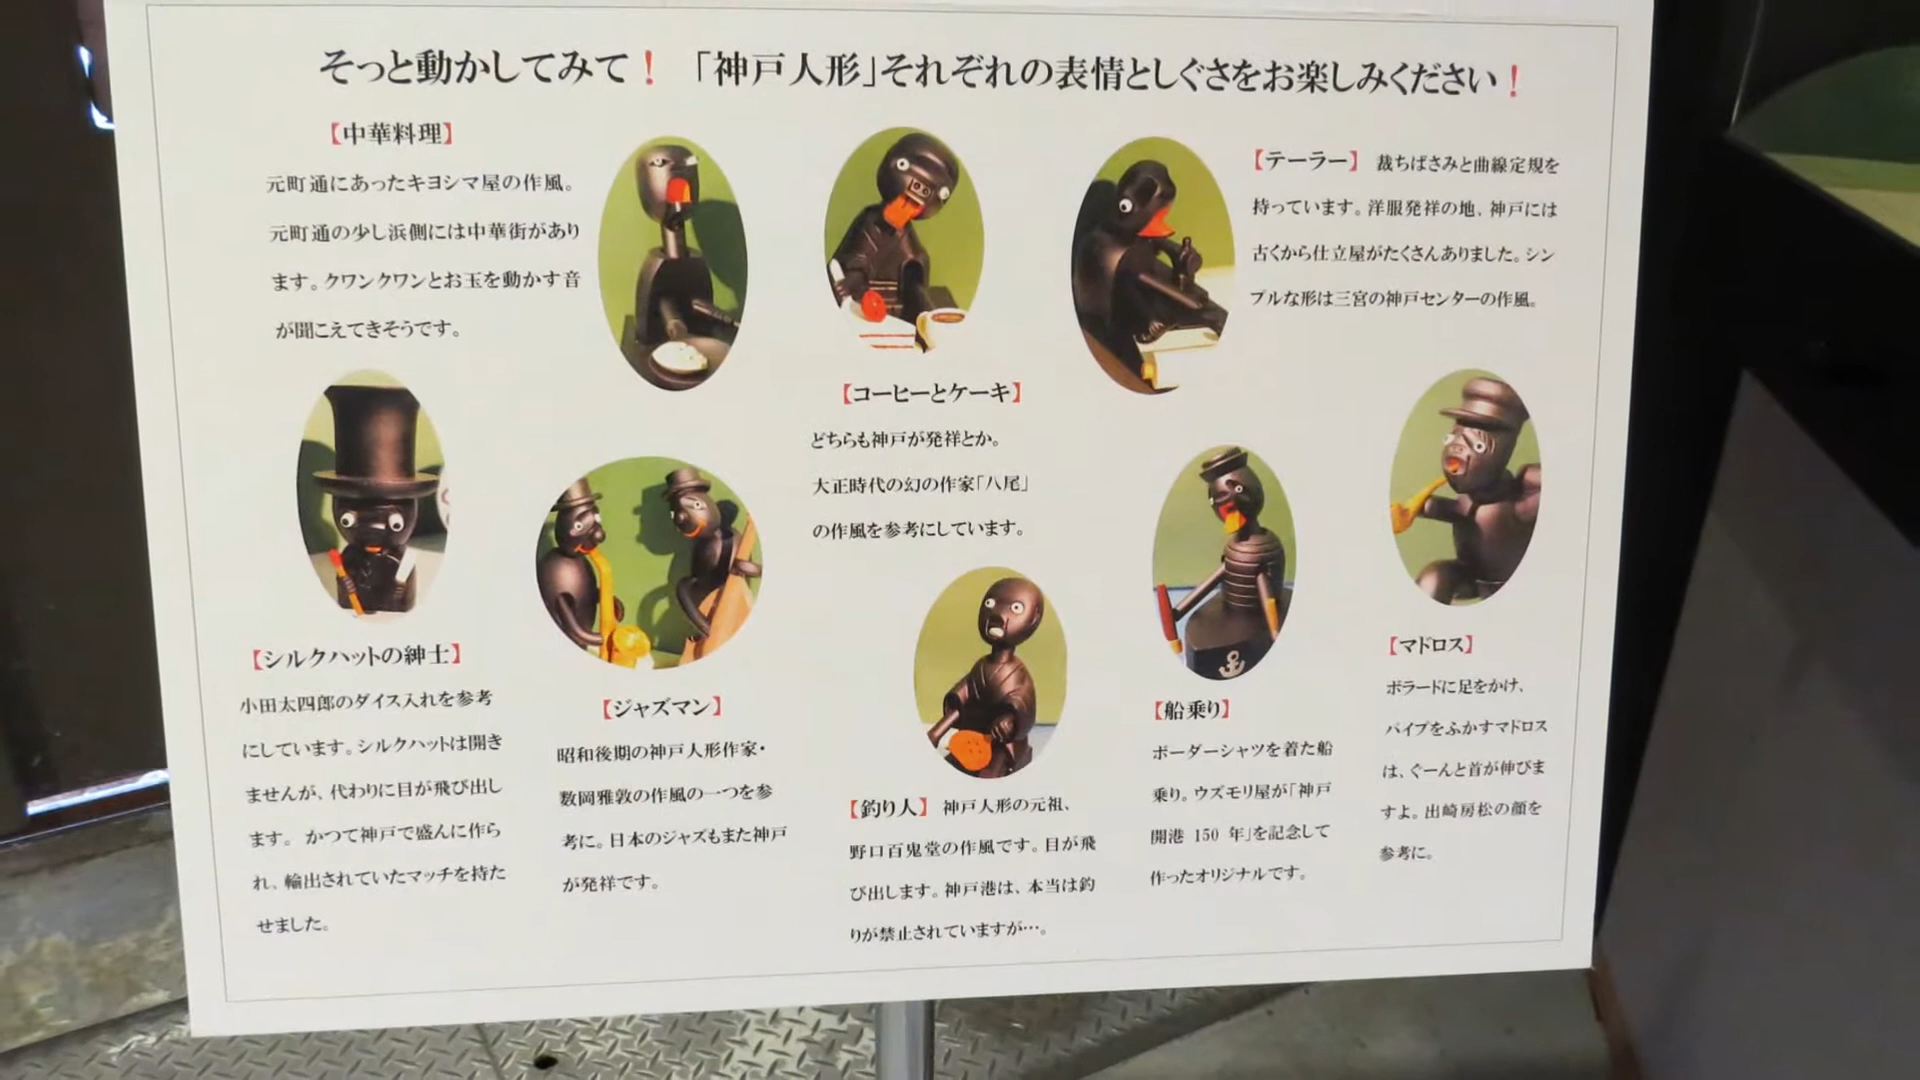 そっと動かしてみて！「神戸人形」それぞれの表情としぐさをお楽しみください！
【中華料理】
元町通にあったキヨシマ屋の作風。
元町通の少し浜側には中華街があり
ます。クワンクワンとお玉を動かす音
が聞こえてきそうです。
【コーヒーとケーキ】
どちらも神戸が発祥とか。
大正時代の幻の作家「八尾」
の作風を参考にしています。
【テーラー】 裁ちばさみと曲線定規を
持っています。洋服発祥の地、神戸には
古くから仕立屋がたくさんありました。シン
プルな形は三宮の神戸センターの作風。
【シルクハットの紳士】
小田太四郎のダイス入れを参考
にしています。シルクハットは開き
ませんが、代わりに目が飛び出し
ます。かつて神戸で盛んに作ら
れ、輸出されていたマッチを持た
せました。
【ジャズマン】
昭和後期の神戸人形作家・
数岡雅敦の作風の一つを参
考に。日本のジャズもまた神戸
が発祥です。
【釣り人】 神戸人形の元祖、
野口百鬼堂の作風です。目が飛
び出します。神戸港は、本当は釣
りが禁止されていますが…。
【船乗り】
ボーダーシャツを着た船
乗り。ウズモリ屋が「神戸
開港 150 年」を記念して
作ったオリジナルです。
【マドロス】
ボラードに足をかけ、
パイプをふかすマドロス
は、ぐーんと首が伸びま
すよ。出崎房松の顔を
参考に。